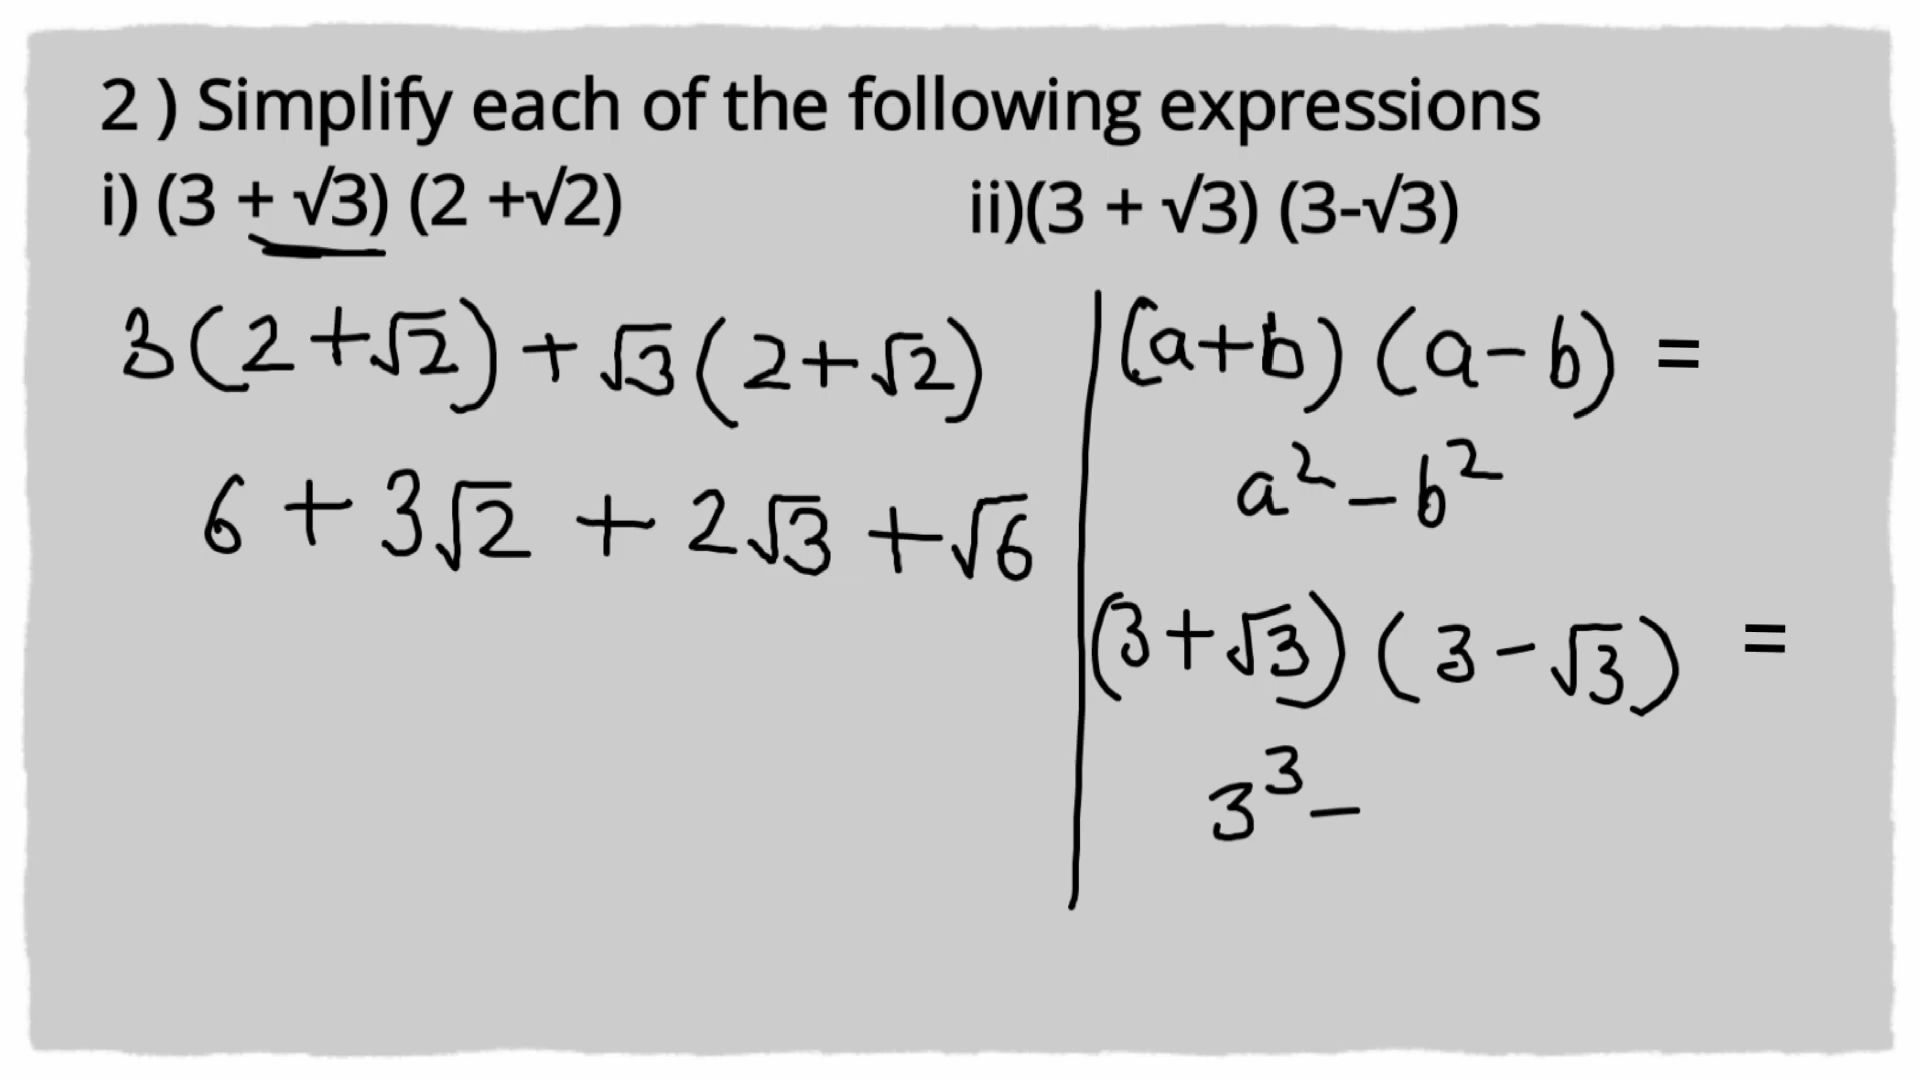 2 ) Simplify each of the following expressions
i) (3 + √3) (2 +√2)
ii)(3 + √3) (3-√3)
3(2+√2)+√3(2+√2)
6+3√2+2√3+√6
(a+b)(a-b) =
a²-b²
(3+√3)(3-√3) =
3³-